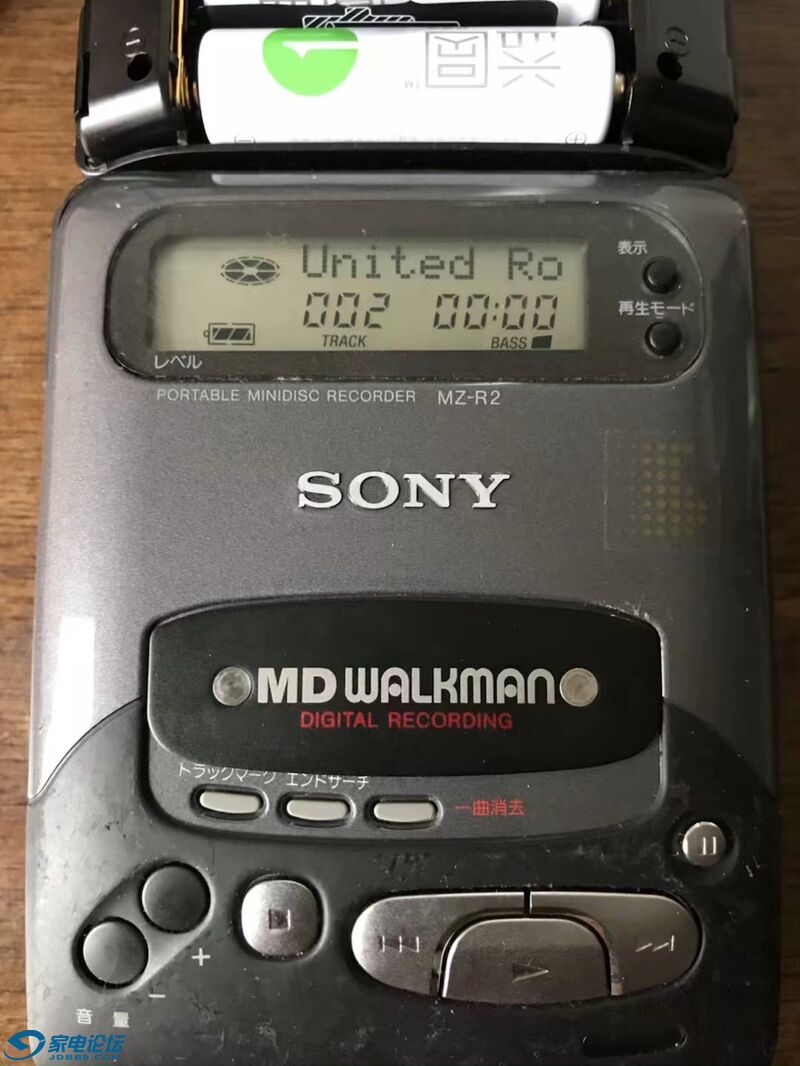 United Ro
002 00:00
TRACK
BASS
表示
再生モード
レベル
PORTABLE MINIDISC RECORDER MZ-R2
SONY
MD WALKMAN
DIGITAL RECORDING
トラックマーク エンドサーチ
一曲消去
+
−
音量
家电论坛
JDBBS.COM